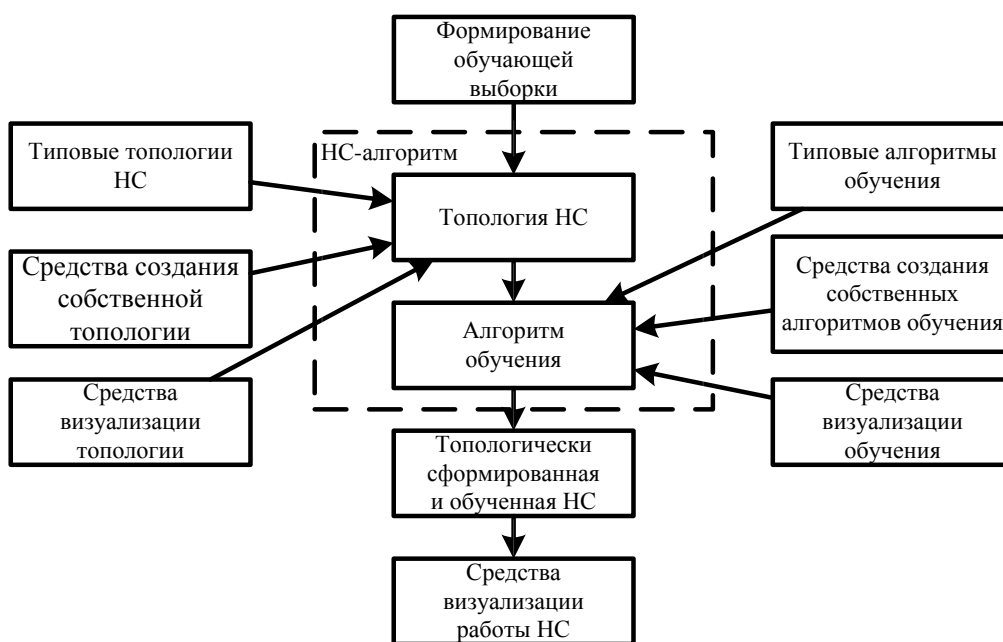 Формирование
обучающей
выборки
НС-алгоритм
Типовые топологии
НС
Средства создания
собственной
топологии
Средства
визуализации
топологии
Топология НС
Алгоритм
обучения
Типовые алгоритмы
обучения
Средства создания
собственных
алгоритмов обучения
Средства
визуализации
обучения
Топологически
сформированная
и обученная НС
Средства
визуализации
работы НС